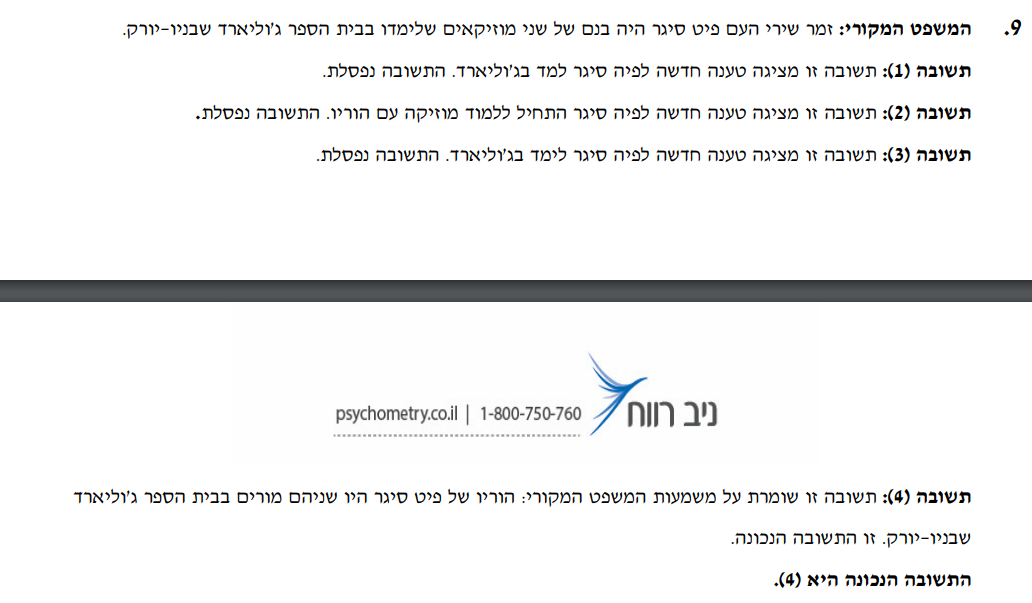 9. המשפט המקורי: זמר שירי העם פיט סיגר היה בנם של שני מוזיקאים שלימדו בבית הספר ג'וליארד שבניו-יורק.
תשובה (1): תשובה זו מציגה טענה חדשה לפיה סיגר למד בג'וליארד. התשובה נפסלת.
תשובה (2): תשובה זו מציגה טענה חדשה לפיה סיגר התחיל ללמוד מוזיקה עם הוריו. התשובה נפסלת.
תשובה (3): תשובה זו מציגה טענה חדשה לפיה סיגר לימד בג'וליארד. התשובה נפסלת.
ניב רווח
psychometry.co.il | 1-800-750-760
תשובה (4): תשובה זו שומרת על משמעות המשפט המקורי: הוריו של פיט סיגר היו שניהם מורים בבית הספר ג'וליארד
שבניו-יורק. זו התשובה הנכונה.
התשובה הנכונה היא (4).